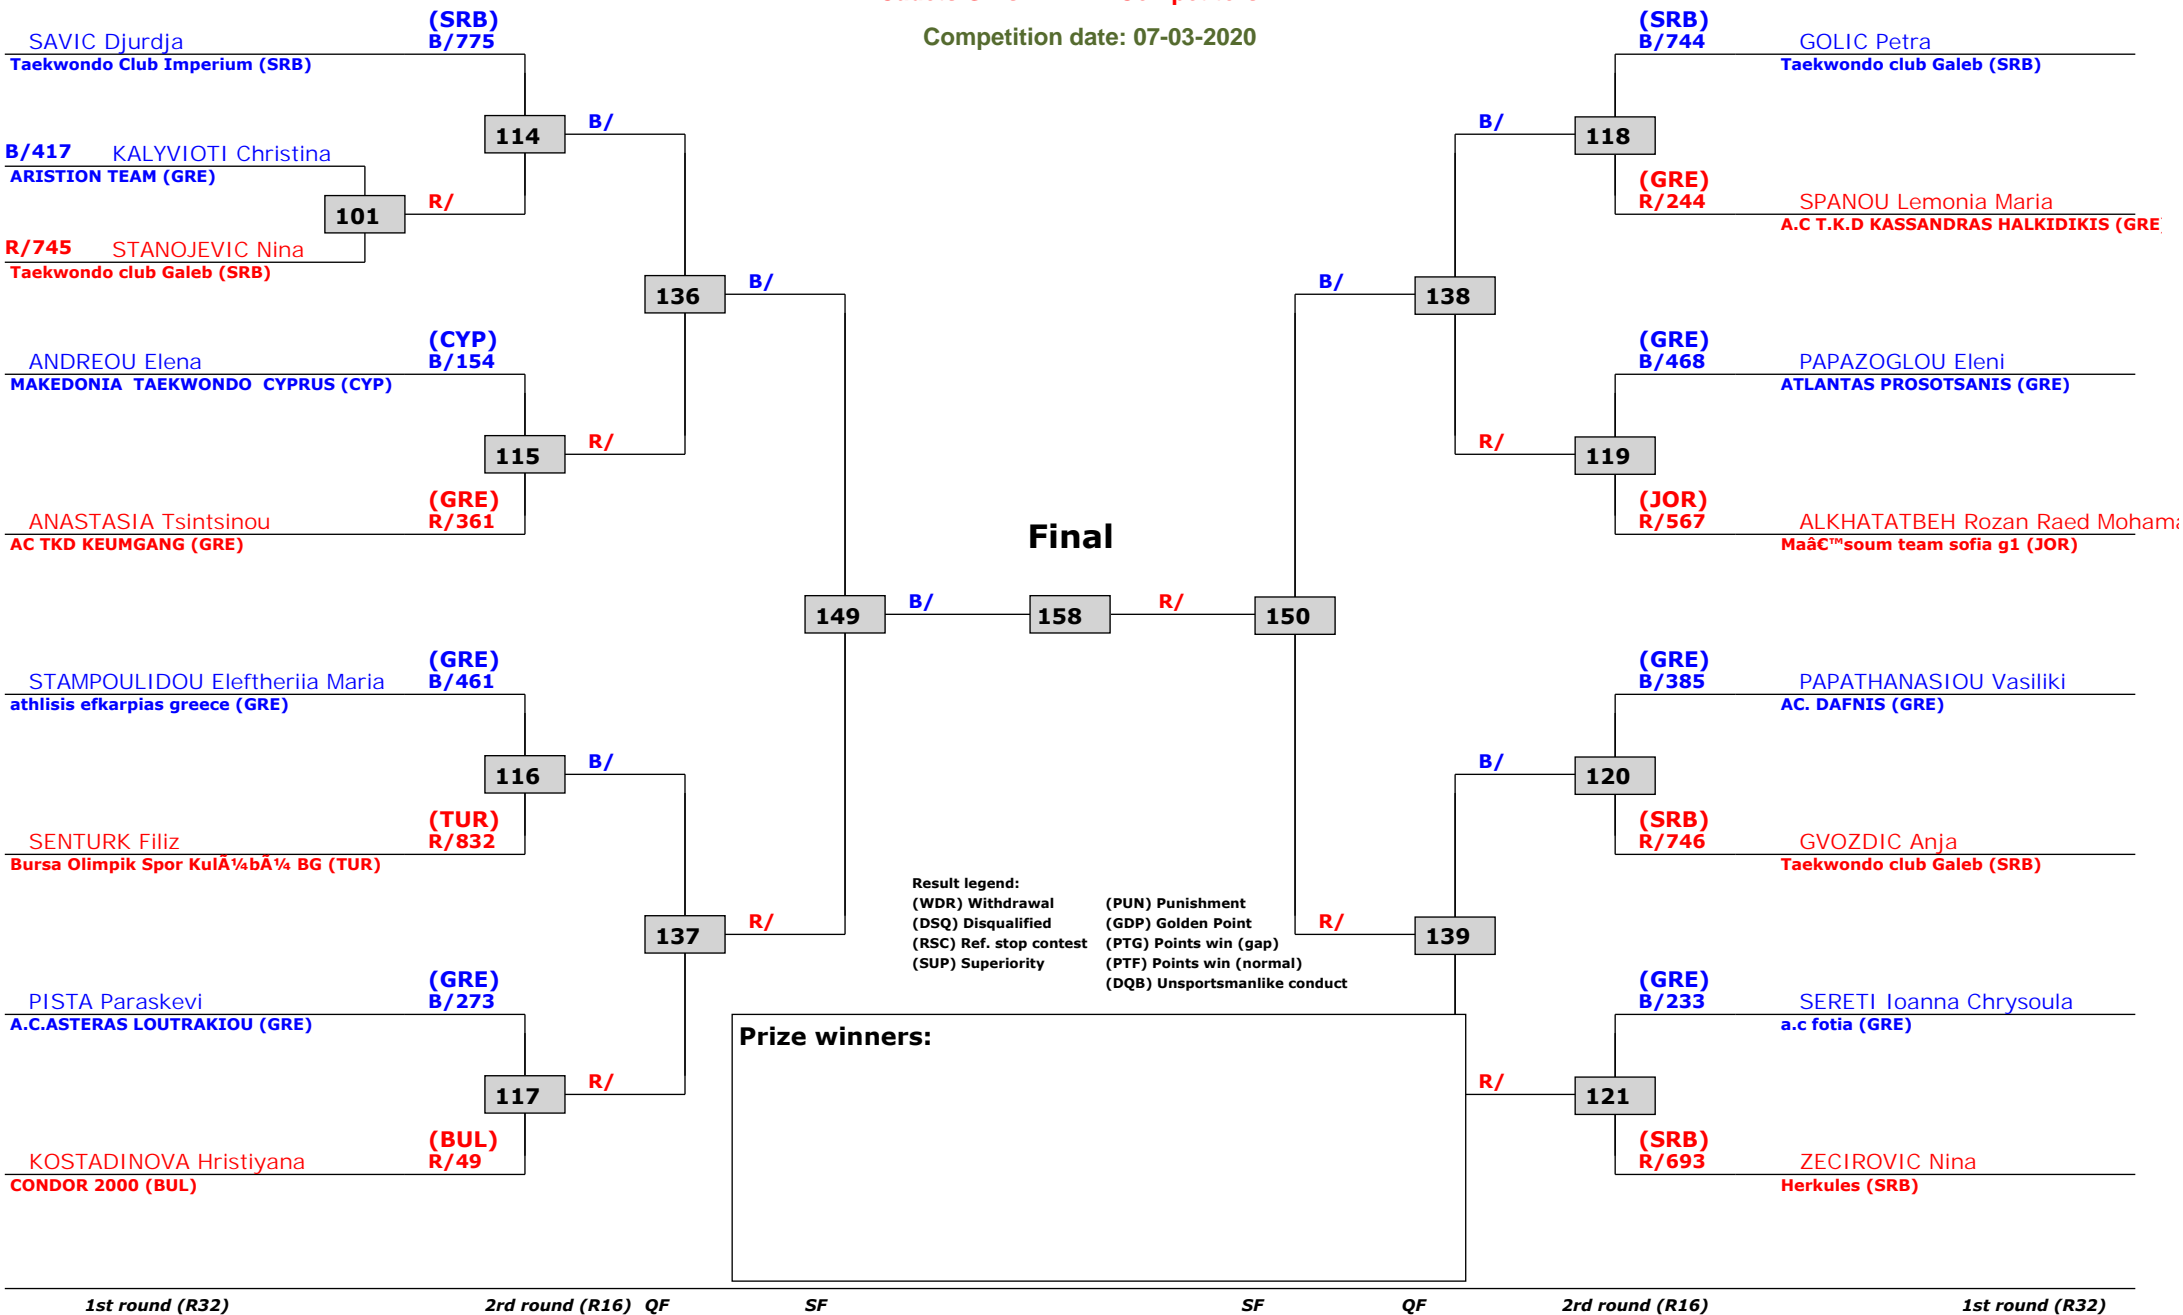 Competition date: 07-03-2020
(SRB)
SAVIC Djurdja B/775
Taekwondo Club Imperium (SRB)
114 B/
B/417 KALYVIOTI Christina
ARISTION TEAM (GRE)
101 R/
R/745 STANOJEVIC Nina
Taekwondo club Galeb (SRB)
136 B/
(CYP)
ANDREOU Elena B/154
MAKEDONIA TAEKWONDO CYPRUS (CYP)
115 R/
(GRE)
ANASTASIA Tsintsinou R/361
AC TKD KEUMGANG (GRE)
149 B/
(GRE)
STAMPOULIDOU Eleftheriia Maria B/461
athlisis efkarpias greece (GRE)
116 B/
(TUR)
SENTURK Filiz R/832
Bursa Olimpik Spor KulÃ¼bÃ¼ BG (TUR)
137 R/
(GRE)
PISTA Paraskevi B/273
A.C.ASTERAS LOUTRAKIOU (GRE)
117 R/
(BUL)
KOSTADINOVA Hristiyana R/49
CONDOR 2000 (BUL)
Final
158
R/ 150
(SRB)
B/744 GOLIC Petra
Taekwondo club Galeb (SRB)
B/ 118
(GRE)
R/244 SPANOU Lemonia Maria
A.C T.K.D KASSANDRAS HALKIDIKIS (GRE
B/ 138
(GRE)
B/468 PAPAZOGLOU Eleni
ATLANTAS PROSOTSANIS (GRE)
R/ 119
(JOR)
R/567 ALKHATATBEH Rozan Raed Mohama
Maâ€™soum team sofia g1 (JOR)
(GRE)
B/385 PAPATHANASIOU Vasiliki
AC. DAFNIS (GRE)
B/ 120
(SRB)
R/746 GVOZDIC Anja
Taekwondo club Galeb (SRB)
R/ 139
(GRE)
B/233 SERETI Ioanna Chrysoula
a.c fotia (GRE)
R/ 121
(SRB)
R/693 ZECIROVIC Nina
Herkules (SRB)
Result legend:
(WDR) Withdrawal (PUN) Punishment
(DSQ) Disqualified (GDP) Golden Point
(RSC) Ref. stop contest (PTG) Points win (gap)
(SUP) Superiority (PTF) Points win (normal)
(DQB) Unsportsmanlike conduct
Prize winners:
1st round (R32) 2rd round (R16) QF SF SF QF 2rd round (R16) 1st round (R32)